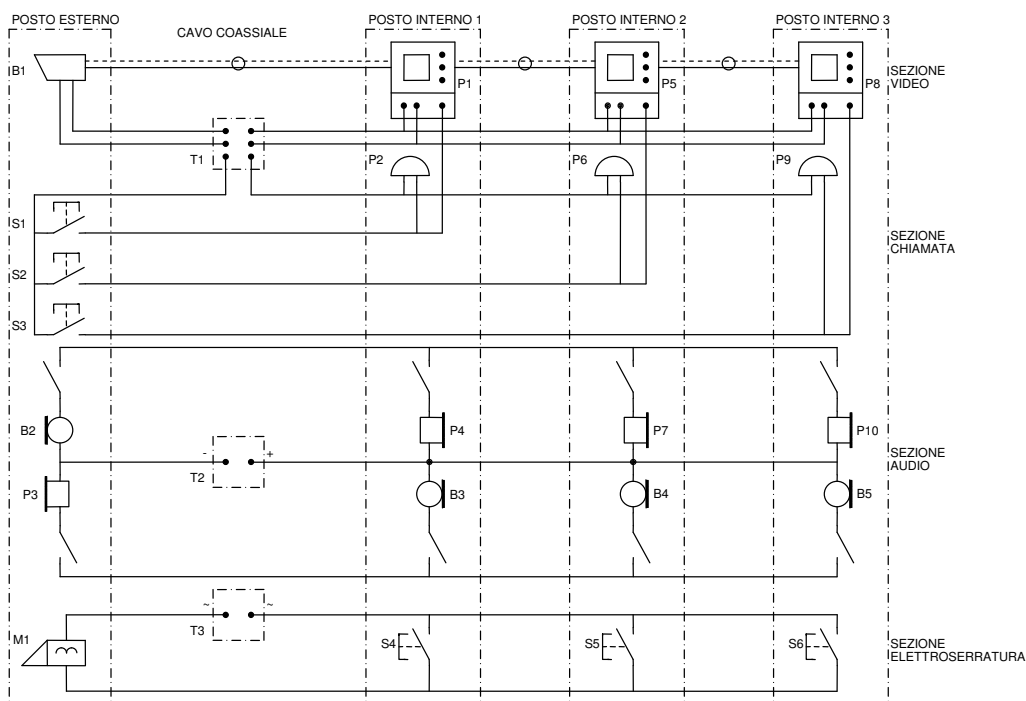 POSTO ESTERNO
CAVO COASSIALE
POSTO INTERNO 1
POSTO INTERNO 2
POSTO INTERNO 3
B1
P1
P5
P8
SEZIONE
VIDEO
T1
P2
P6
P9
S1
S2
S3
SEZIONE
CHIAMATA
B2
P4
P7
P10
- +
T2
SEZIONE
AUDIO
P3
B3
B4
B5
~ ~
T3
M1
S4
S5
S6
SEZIONE
ELETTROSERRATURA